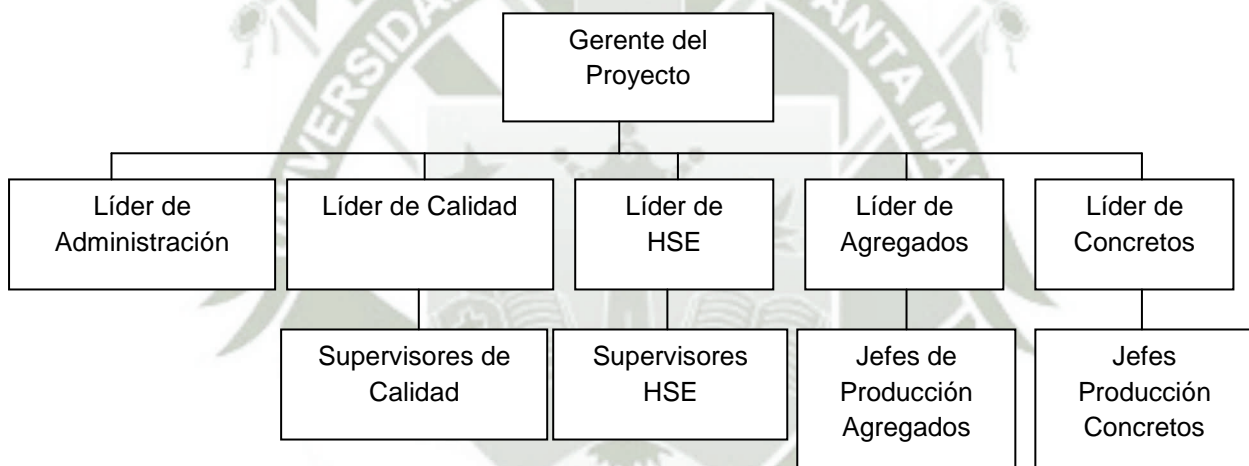 Gerente del
Proyecto
Líder de
Administración
Líder de Calidad
Líder de
HSE
Líder de
Agregados
Líder de
Concretos
Supervisores de
Calidad
Supervisores
HSE
Jefes de
Producción
Agregados
Jefes
Producción
Concretos